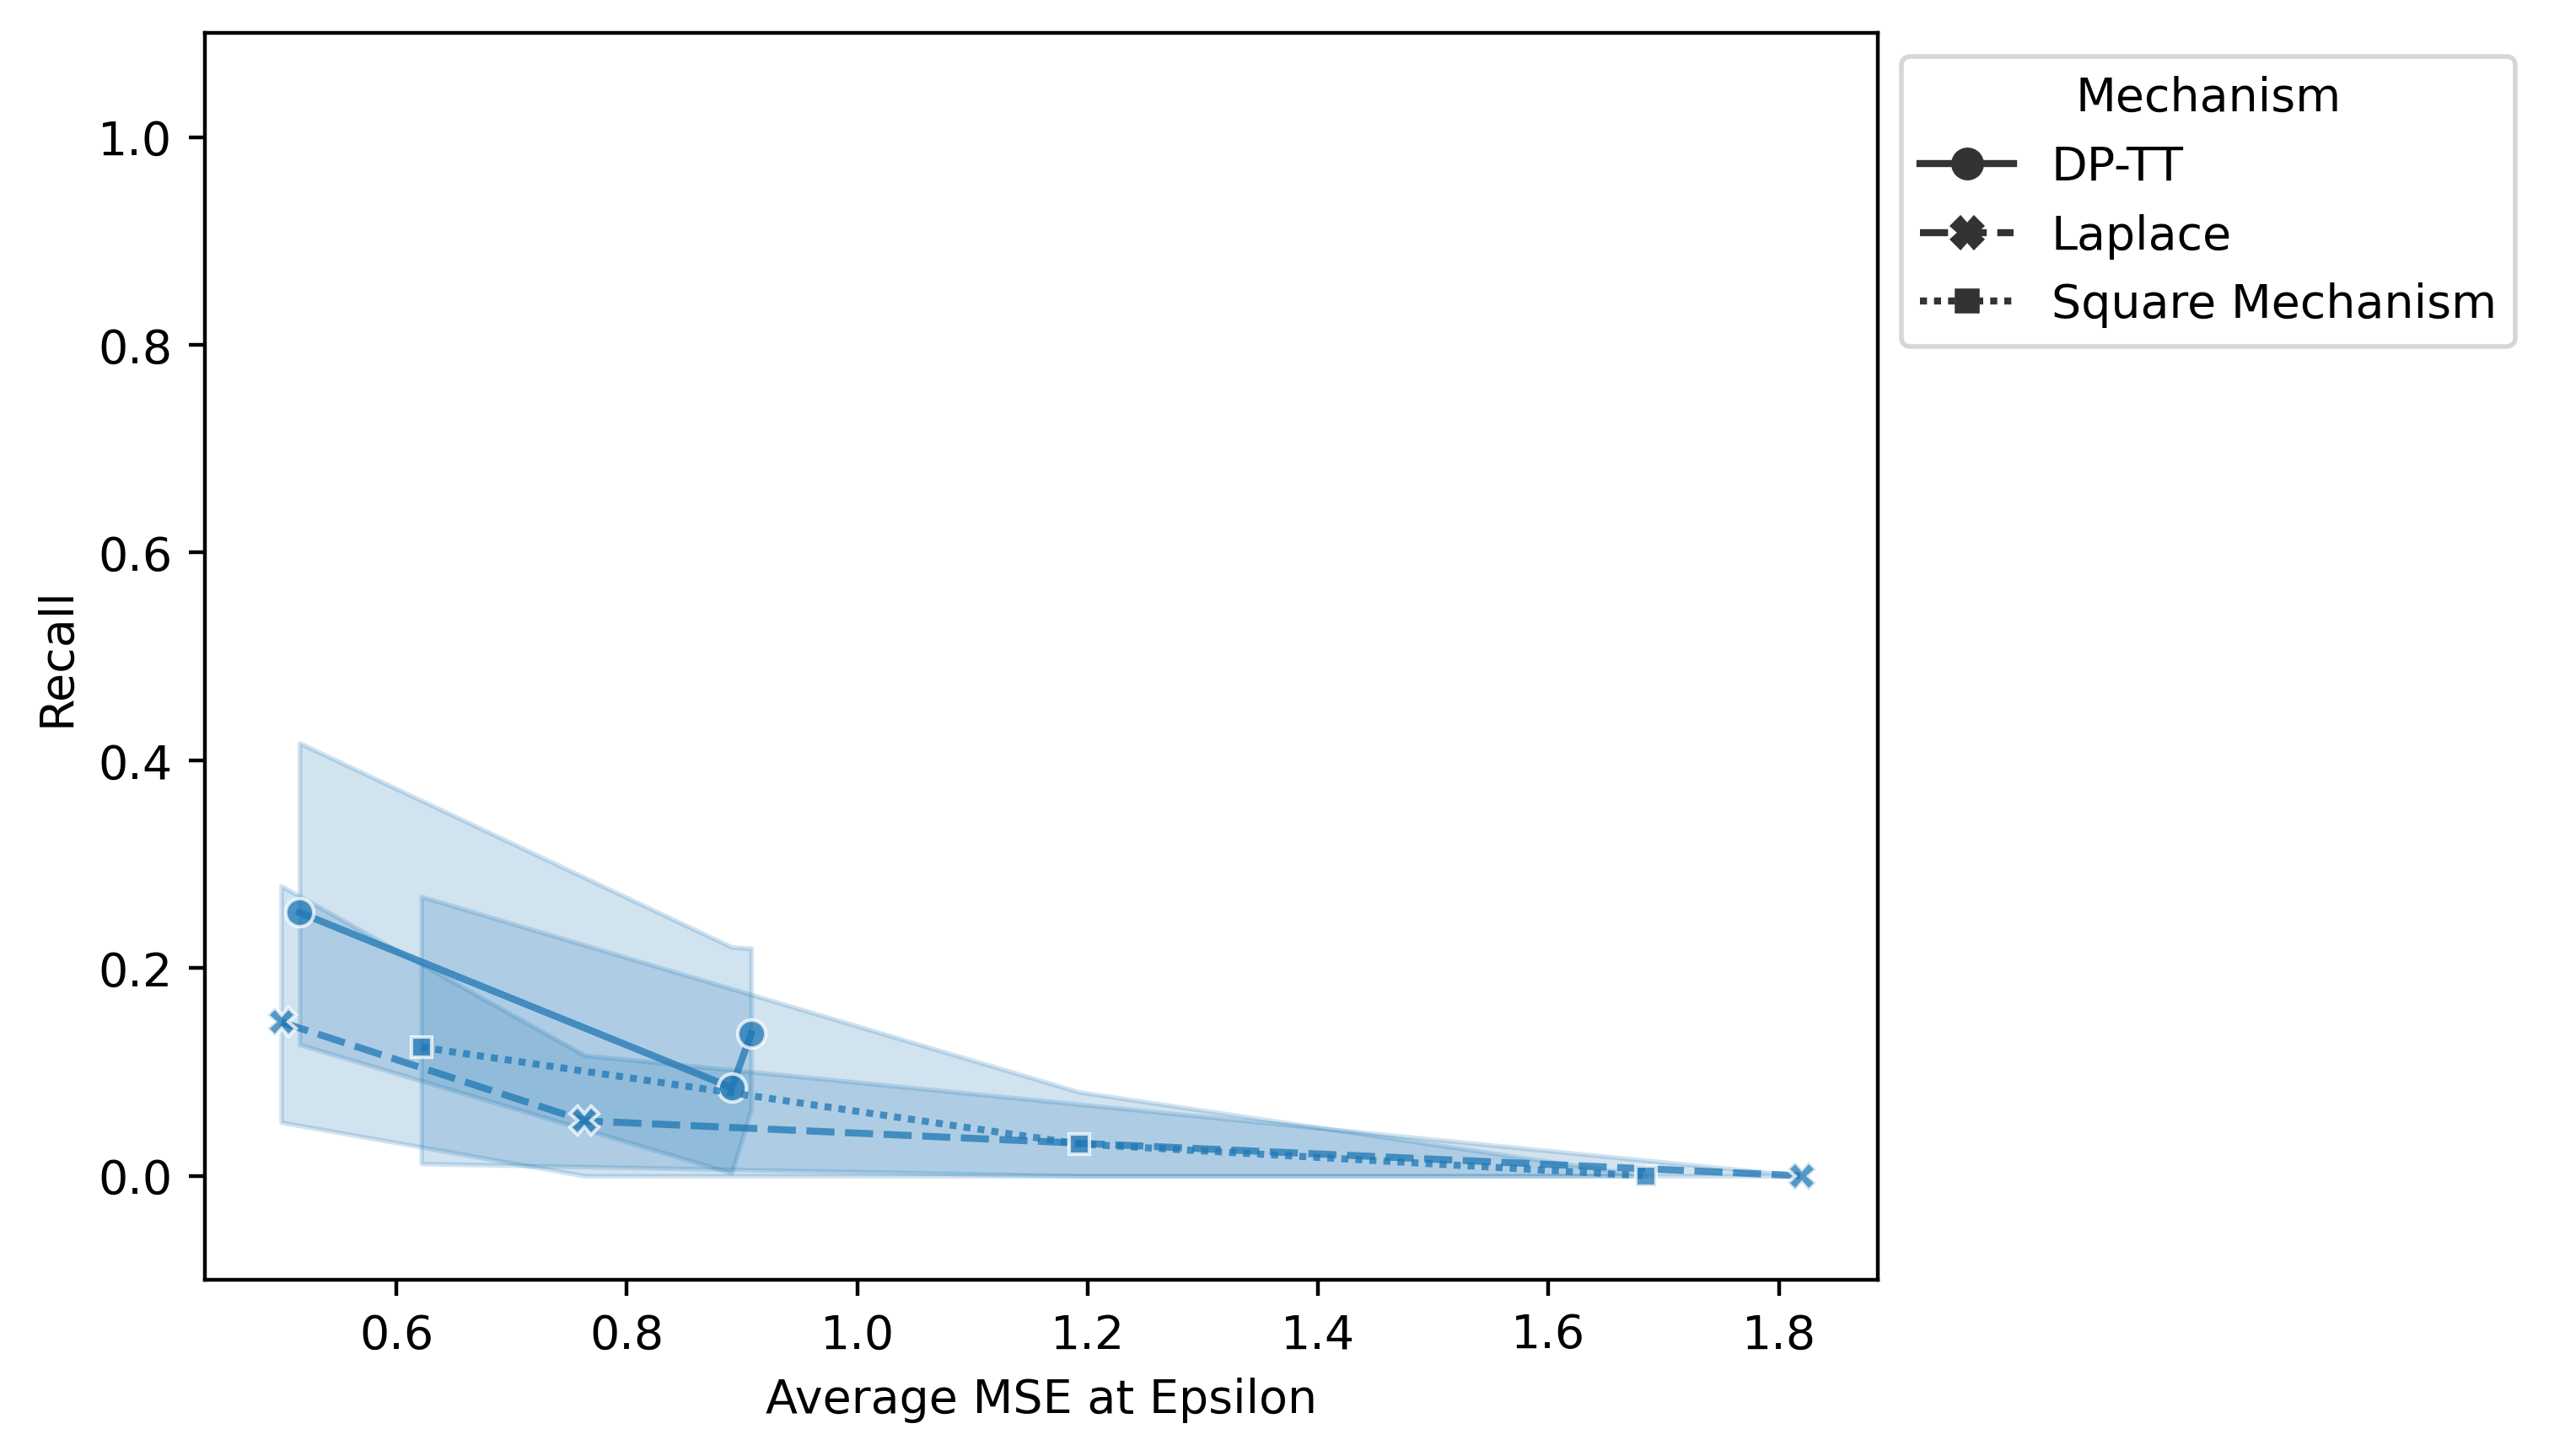 Mechanism
DP-TT
Laplace
Square Mechanism
1.0
0.8
0.6
0.4
0.2
0.0
Recall
0.6 0.8 1.0 1.2 1.4 1.6 1.8
Average MSE at Epsilon